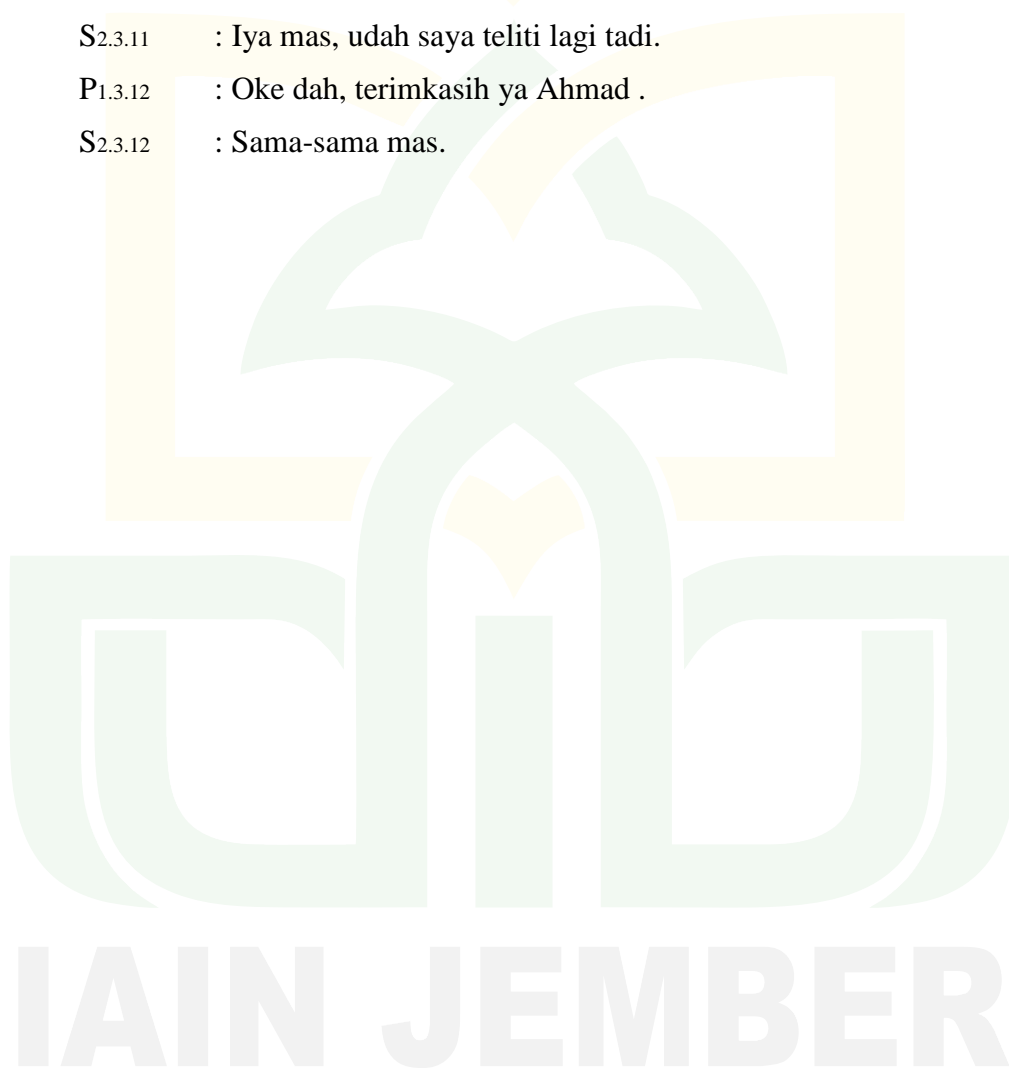 S2.3.11 : Iya mas, udah saya teliti lagi tadi.
P1.3.12 : Oke dah, terimkasih ya Ahmad .
S2.3.12 : Sama-sama mas.
IAIN JEMBER